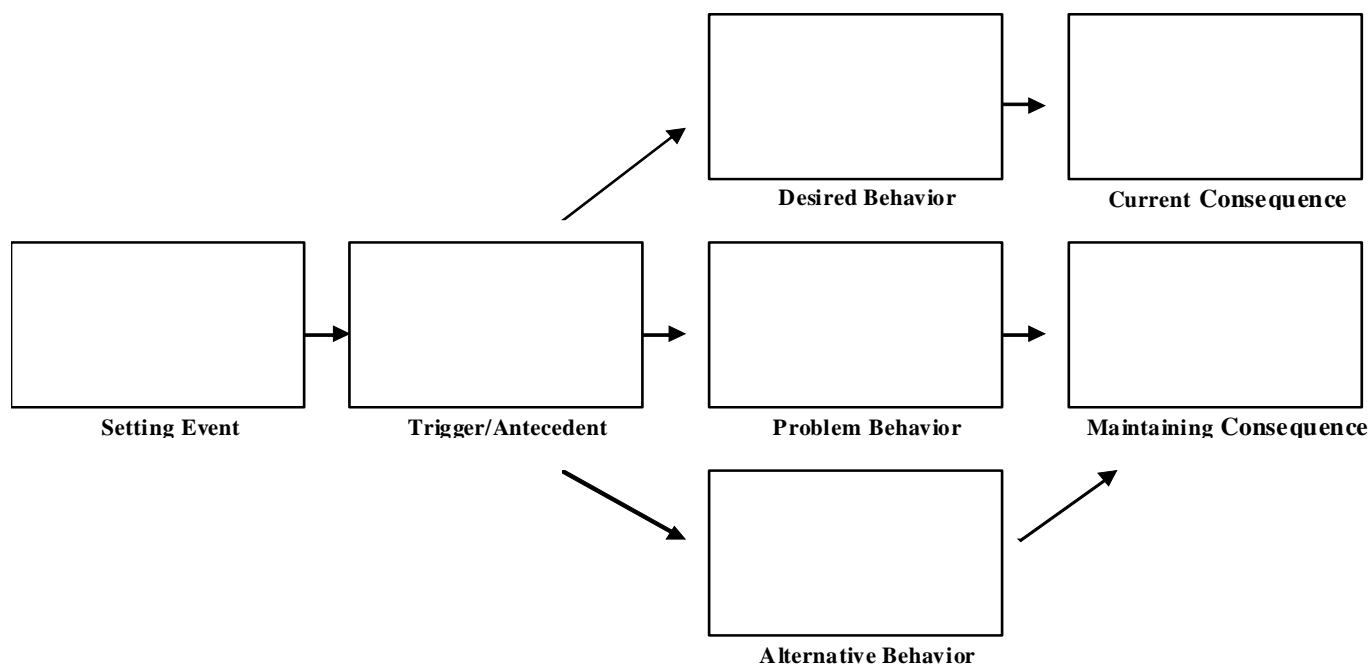 Desired Behavior Current Consequence
Setting Event Trigger/Antecedent Problem Behavior Maintaining Consequence
Alternative Behavior